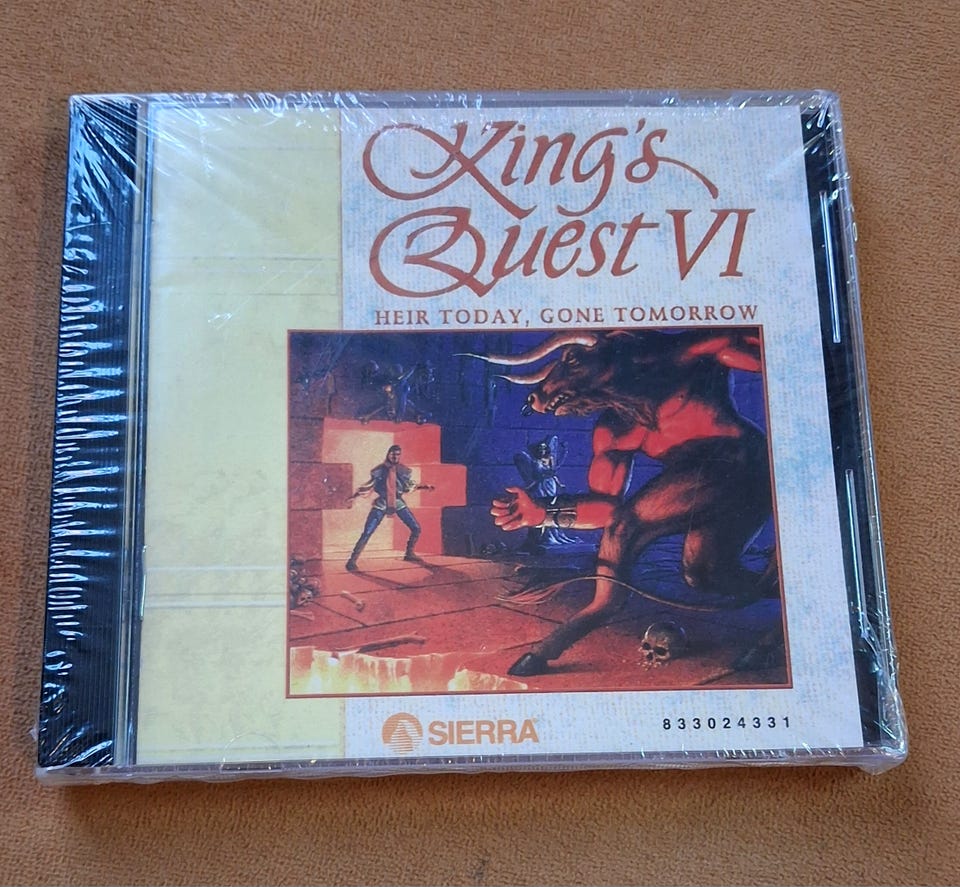 King's
Quest VI
HEIR TODAY, GONE TOMORROW
SIERRA
833024331